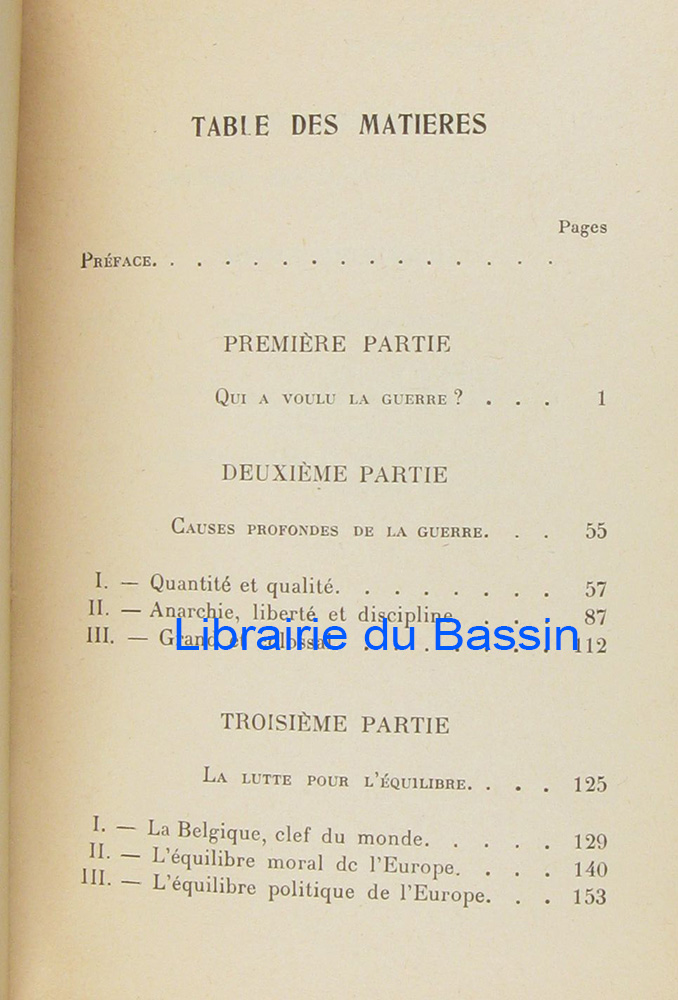 TABLE DES MATIERES
Pages
PRÉFACE. . . . . . . . . . . . . . .
PREMIÈRE PARTIE
QUI A VOULU LA GUERRE ? . . . 1
DEUXIÈME PARTIE
CAUSES PROFONDES DE LA GUERRE. . . 55
I. — Quantité et qualité. . . . . . . . 57
II. — Anarchie, liberté et discipline. . . . 87
III. — Grand et colossal . . . . . . . 112
Librairie du Bassin
TROISIÈME PARTIE
LA LUTTE POUR L'ÉQUILIBRE. . . . 125
I. — La Belgique, clef du monde. . . . . 129
II. — L'équilibre moral de l'Europe. . . . 140
III. — L'équilibre politique de l'Europe. . . 153